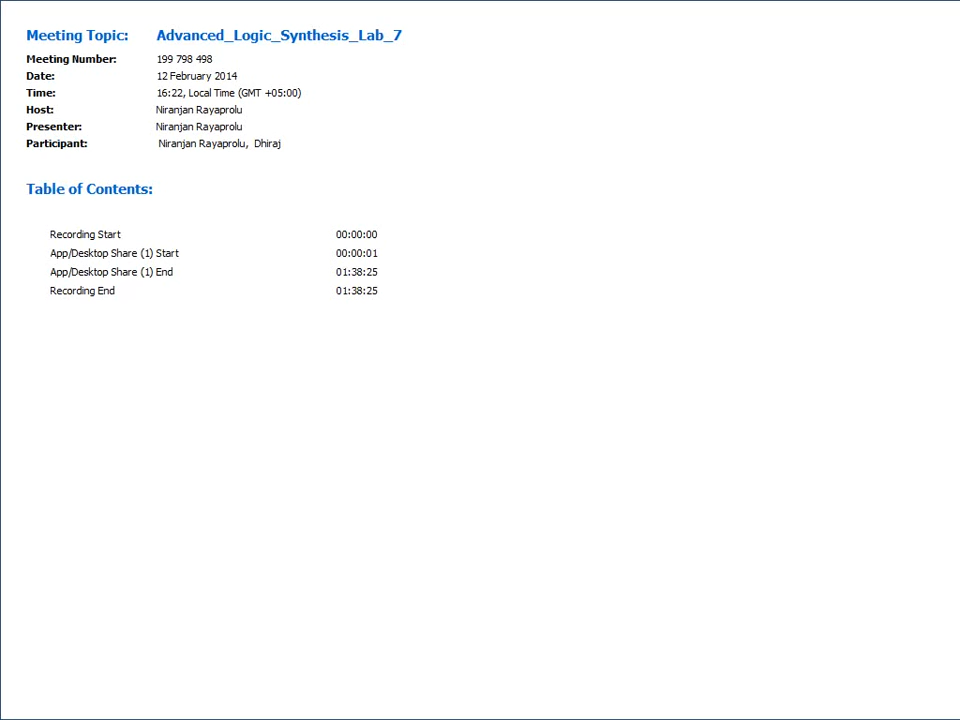 Meeting Topic: Advanced_Logic_Synthesis_Lab_7
Meeting Number: 199 798 498
Date: 12 February 2014
Time: 16:22, Local Time (GMT +05:00)
Host: Niranjan Rayaprolu
Presenter: Niranjan Rayaprolu
Participant: Niranjan Rayaprolu, Dhiraj
Table of Contents:
Recording Start 00:00:00
App/Desktop Share (1) Start 00:00:01
App/Desktop Share (1) End 01:38:25
Recording End 01:38:25